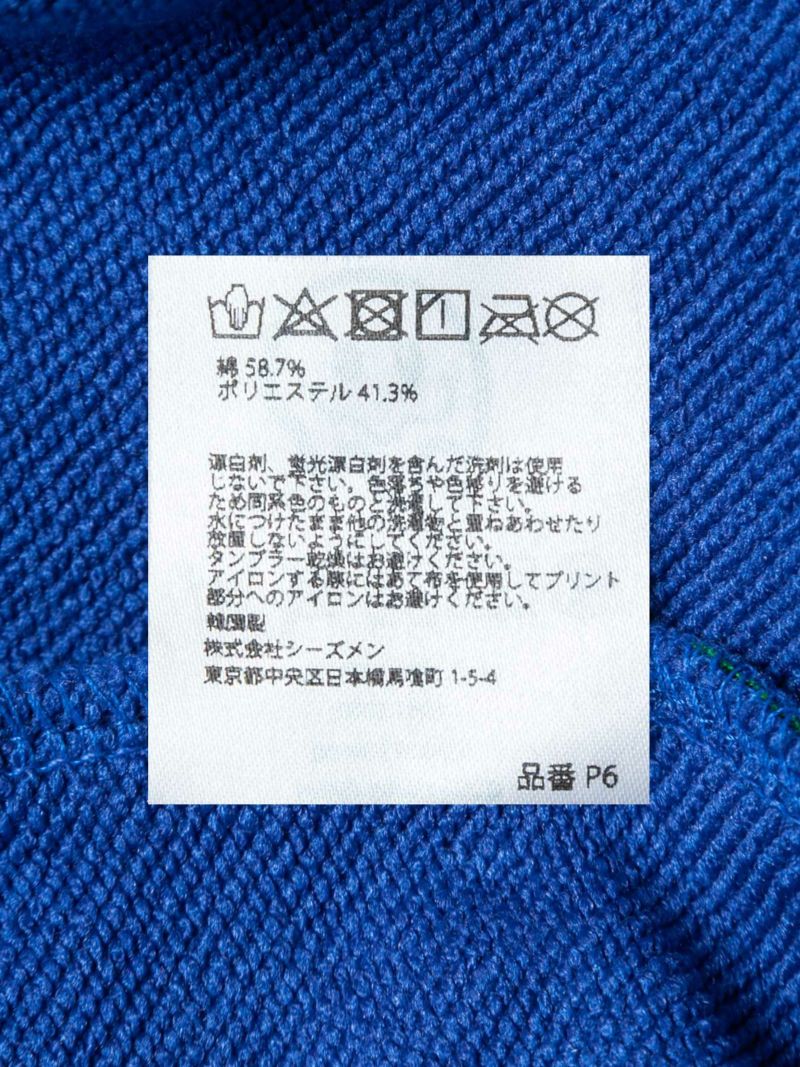 綿 58.7%
ポリエステル 41.3%
源白剤、蛍光源白剤を含んだ洗剤は使用
しないで下さい。色落ちや色移りを避ける
ため同系色のものと洗濯して下さい。
水につけたまま他の洗濯物と重ねあわせたり
放置しないようにしてください。
タンブラー乾燥はお避けください。
アイロンする際にはあて布を使用してプリント
部分へのアイロンはお避けください。
韓国製
株式会社シーズメン
東京都中央区日本橋馬喰町 1-5-4
品番 P6